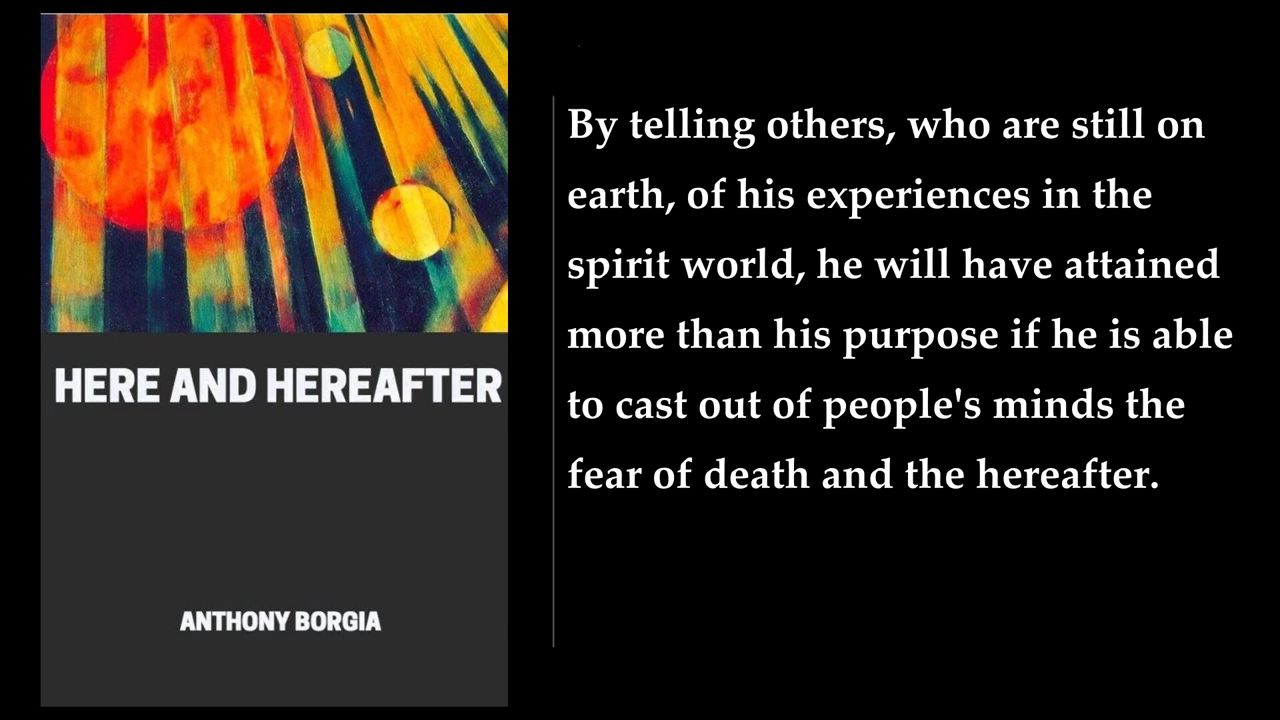 HERE AND HEREAFTER
ANTHONY BORGIA
By telling others, who are still on
earth, of his experiences in the
spirit world, he will have attained
more than his purpose if he is able
to cast out of people's minds the
fear of death and the hereafter.